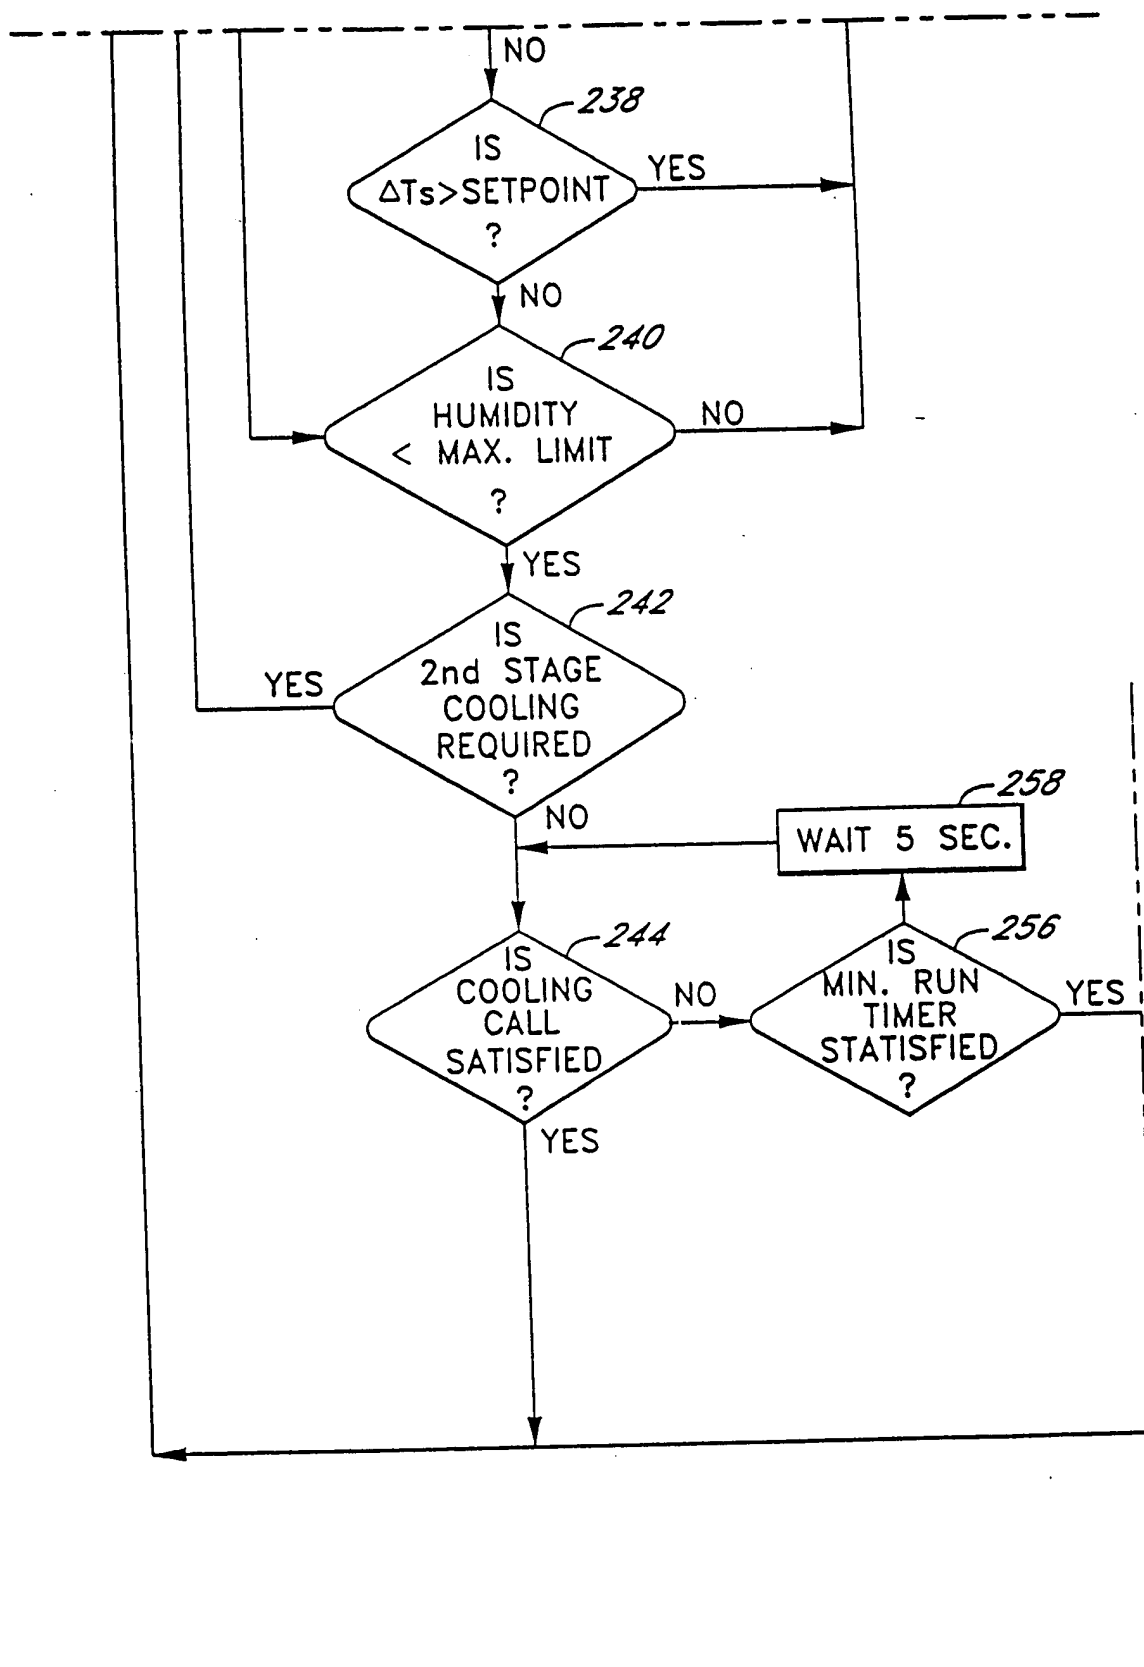 NO
238
IS
ΔTs>SETPOINT
?
YES
NO
240
IS
HUMIDITY
< MAX. LIMIT
?
NO
YES
242
IS
2nd STAGE
COOLING
REQUIRED
?
YES
NO
258
WAIT 5 SEC.
244
IS
COOLING
CALL
SATISFIED
?
NO
256
IS
MIN. RUN
TIMER
STATISFIED
?
YES
YES